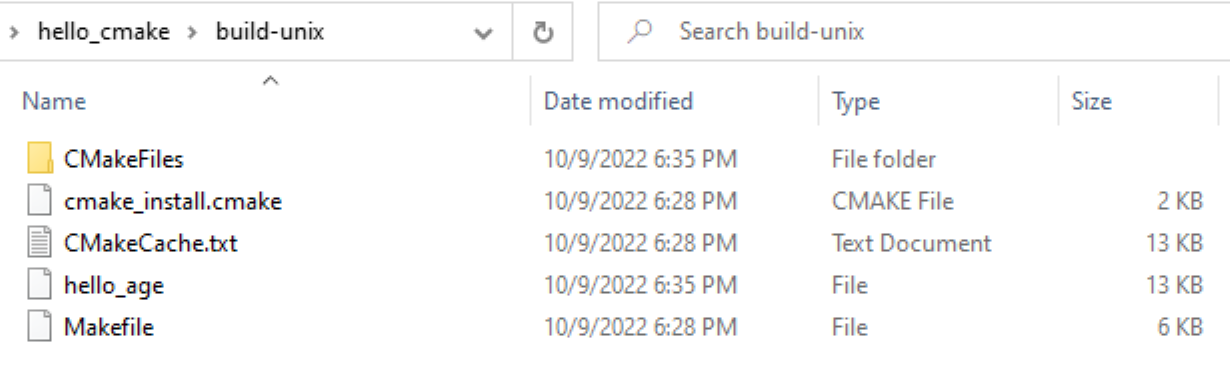 > hello_cmake > build-unix Search build-unix
Name Date modified Type Size
CMakeFiles 10/9/2022 6:35 PM File folder
cmake_install.cmake 10/9/2022 6:28 PM CMAKE File 2 KB
CMakeCache.txt 10/9/2022 6:28 PM Text Document 13 KB
hello_age 10/9/2022 6:35 PM File 13 KB
Makefile 10/9/2022 6:28 PM File 6 KB